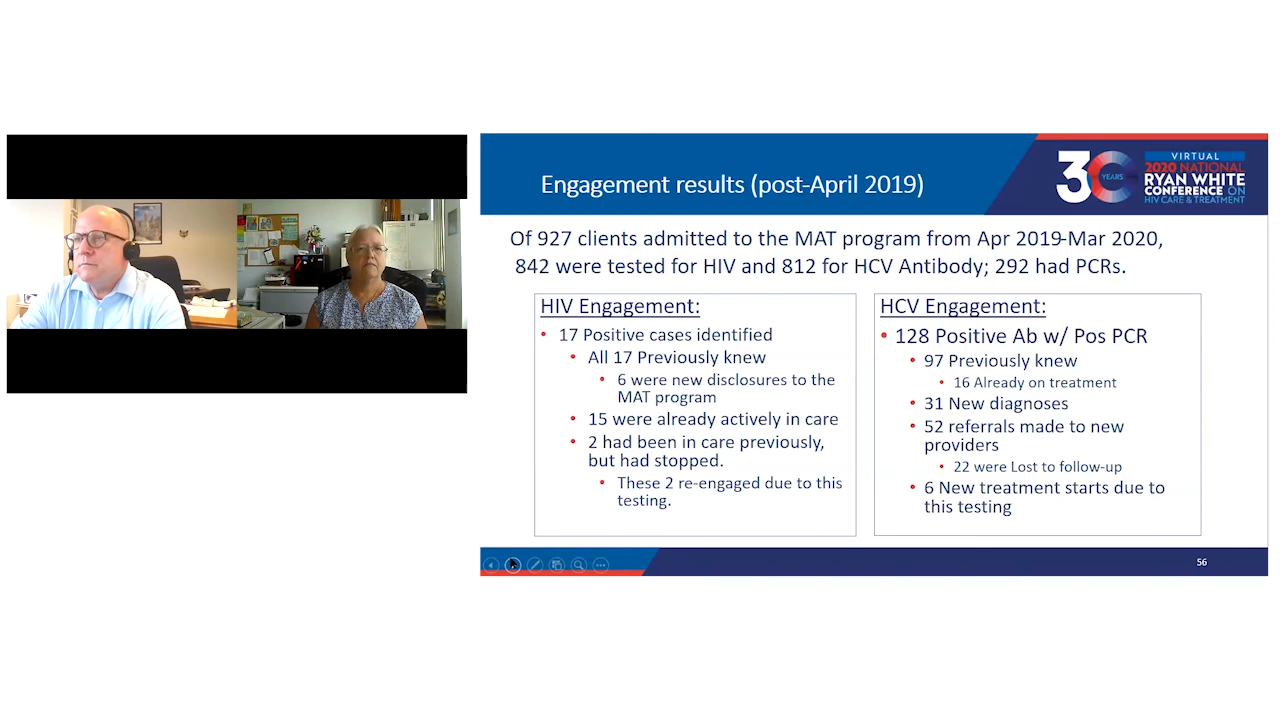 Engagement results (post-April 2019)
30
YEARS
VIRTUAL
2020 NATIONAL
RYAN WHITE
CONFERENCE ON
HIV CARE & TREATMENT
Of 927 clients admitted to the MAT program from Apr 2019-Mar 2020,
842 were tested for HIV and 812 for HCV Antibody; 292 had PCRs.
HIV Engagement:
• 17 Positive cases identified
• All 17 Previously knew
• 6 were new disclosures to the
MAT program
• 15 were already actively in care
• 2 had been in care previously,
but had stopped.
• These 2 re-engaged due to this
testing.
HCV Engagement:
• 128 Positive Ab w/ Pos PCR
• 97 Previously knew
• 16 Already on treatment
• 31 New diagnoses
• 52 referrals made to new
providers
• 22 were Lost to follow-up
• 6 New treatment starts due to
this testing
56